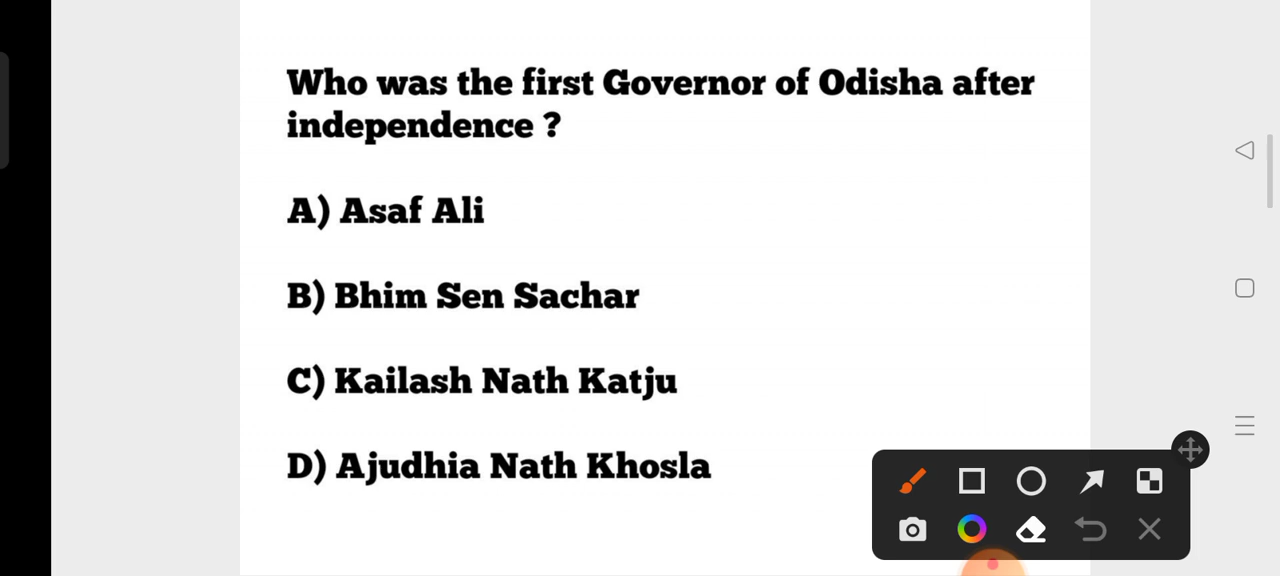 Who was the first Governor of Odisha after
independence ?
A) Asaf Ali
B) Bhim Sen Sachar
C) Kailash Nath Katju
D) Ajudhia Nath Khosla